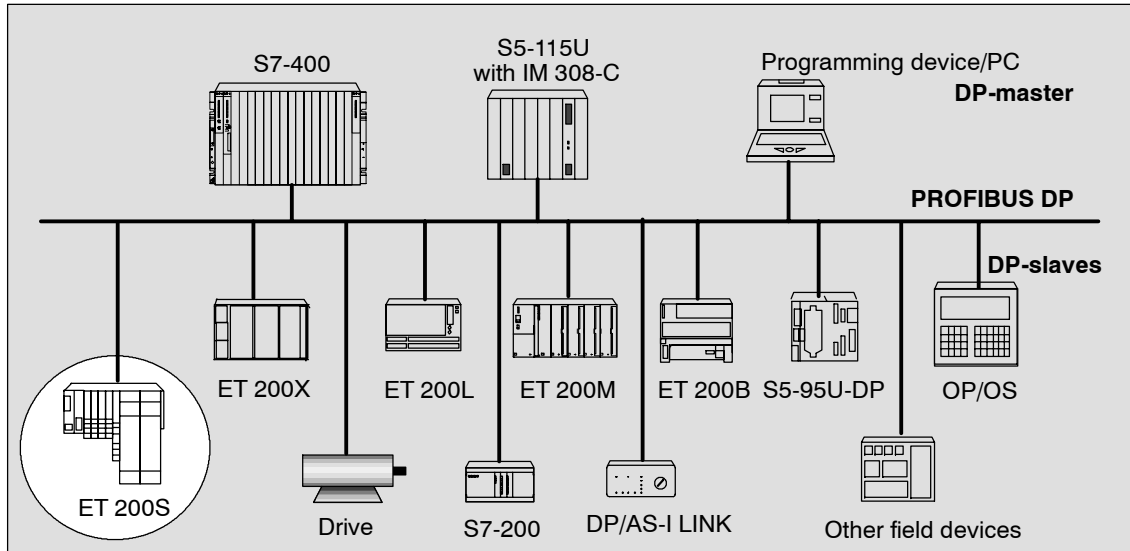 S7-400
S5-115U
with IM 308-C
Programming device/PC
DP-master
PROFIBUS DP
DP-slaves
ET 200X
ET 200L
ET 200M
ET 200B
S5-95U-DP
OP/OS
ET 200S
Drive
S7-200
DP/AS-I LINK
Other field devices